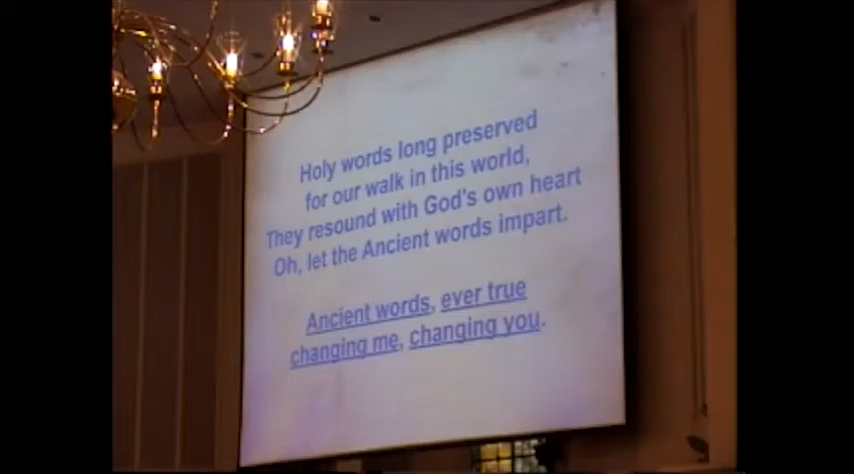 Holy words long preserved
for our walk in this world,
They resound with God's own heart
Oh, let the Ancient words impart.
Ancient words, ever true
changing me, changing you.